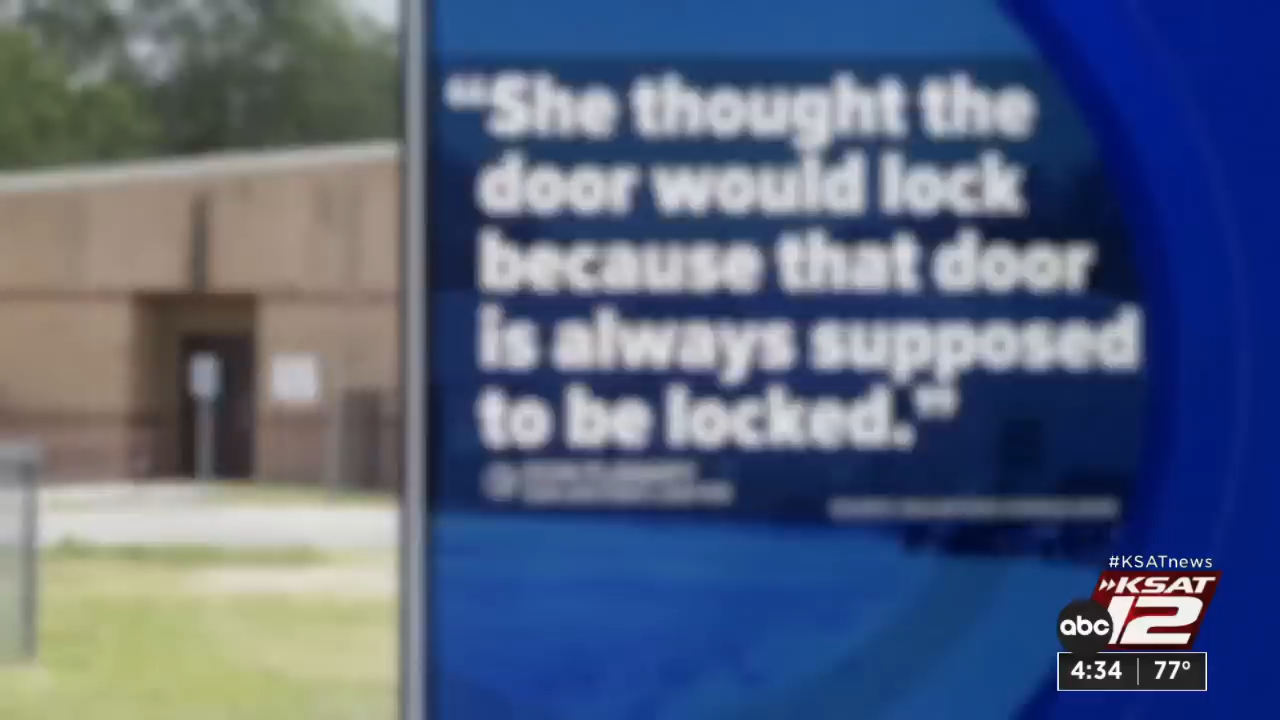 “She thought the
door would lock
because that door
is always supposed
to be locked.”
#KSATnews
KSAT
abc 12
4:34 77°